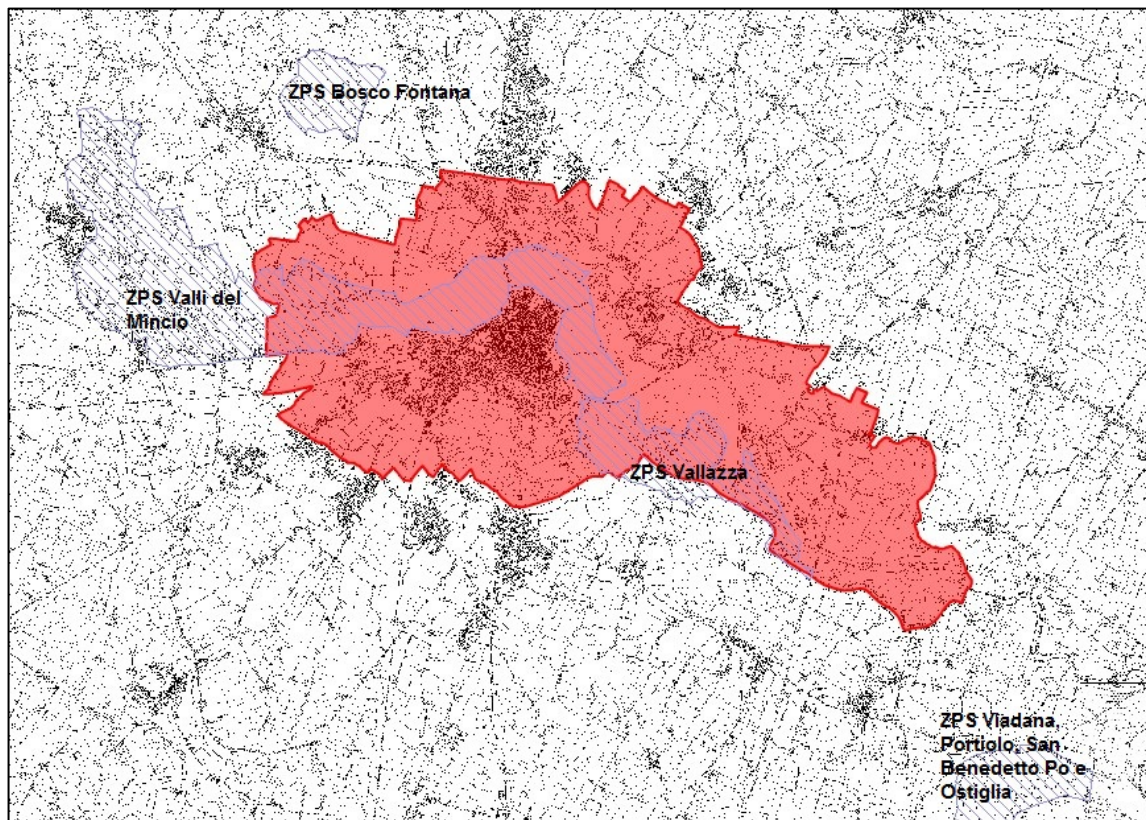 ZPS Bosco Fontana
ZPS Valli del
Mincio
ZPS Vallazza
ZPS Viadana,
Portiolo, San
Benedetto Po e
Ostiglia